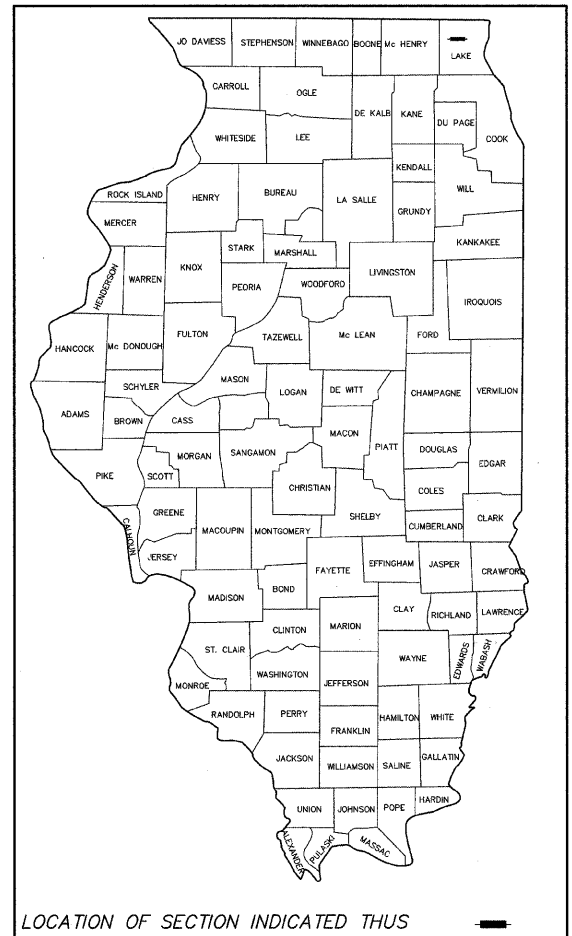 JO DAVIESS STEPHENSON WINNEBAGO BOONE Mc HENRY
LAKE
CARROLL
OGLE
DE KALB KANE
DU PAGE
COOK
WHITESIDE LEE
KENDALL
WILL
ROCK ISLAND
HENRY
BUREAU
LA SALLE
GRUNDY
MERCER
STARK
MARSHALL
KANKAKEE
HENDERSON
WARREN
KNOX
PEORIA
WOODFORD
LIVINGSTON
IROQUOIS
FULTON
TAZEWELL
Mc LEAN
FORD
HANCOCK
Mc DONOUGH
MASON
LOGAN
DE WITT
CHAMPAGNE
VERMILION
SCHYLER
ADAMS
BROWN
CASS
MACON
PIATT
DOUGLAS
EDGAR
PIKE
SCOTT
MORGAN
SANGAMON
CHRISTIAN
COLES
CALHOUN
GREENE
MACOUPIN
MONTGOMERY
SHELBY
CUMBERLAND
CLARK
JERSEY
FAYETTE
EFFINGHAM
JASPER
CRAWFORD
MADISON
BOND
CLAY
RICHLAND
LAWRENCE
CLINTON
MARION
ST. CLAIR
WAYNE
EDWARDS
WABASH
MONROE
WASHINGTON
JEFFERSON
RANDOLPH
PERRY
HAMILTON
WHITE
FRANKLIN
JACKSON
WILLIAMSON
SALINE
GALLATIN
UNION
JOHNSON
POPE
HARDIN
ALEXANDER
PULASKI
MASSAC
LOCATION OF SECTION INDICATED THUS